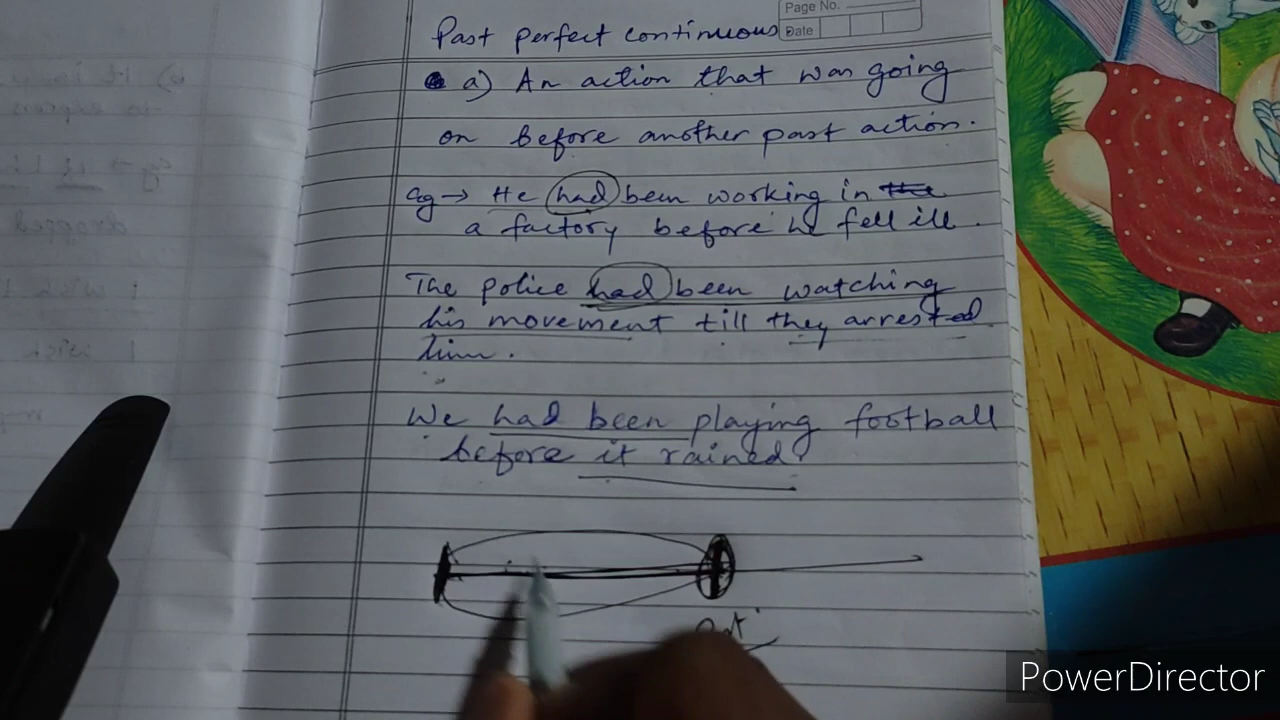 Page No.
Date
Past perfect continuous
a) An action that was going
on before another past action.
eg → He had been working in the
a factory before he fell ill.
The police had been watching
his movement till they arrested
him.
We had been playing football
before it rained.
PowerDirector